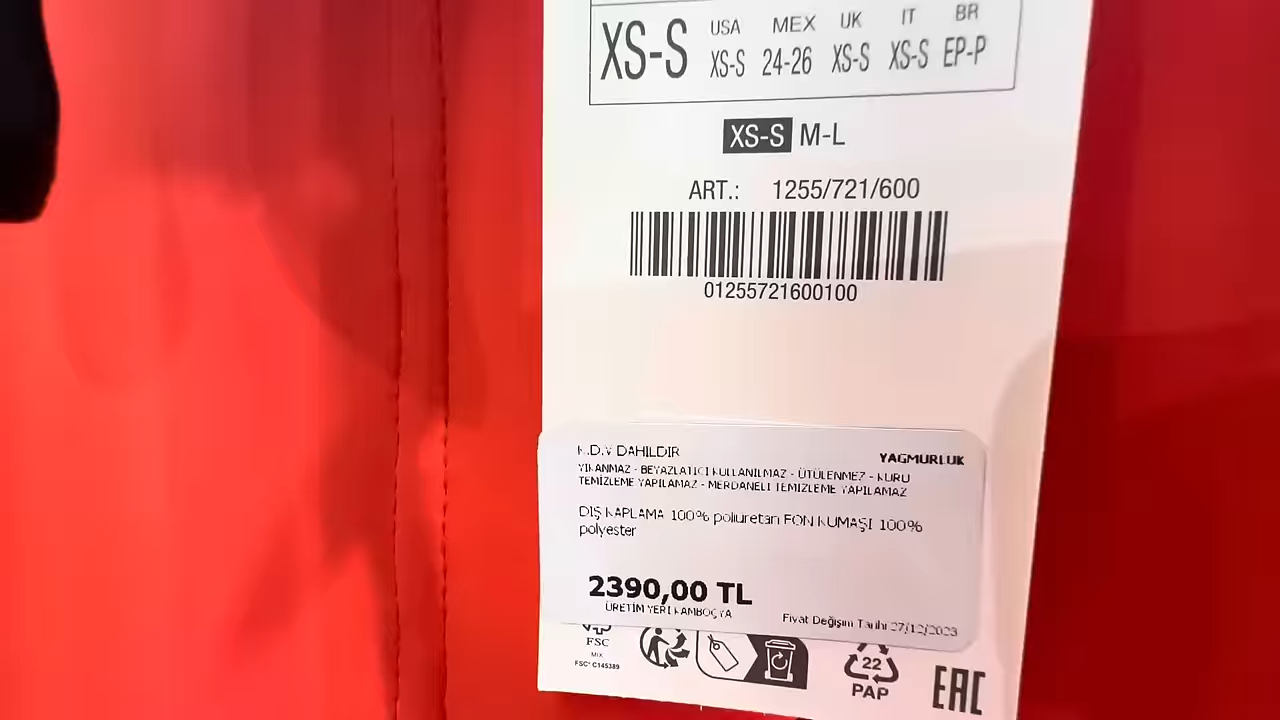 XS-S
USA MEX UK IT BR
XS-S 24-26 XS-S XS-S EP-P
XS-S M-L
ART.: 1255/721/600
01255721600100
K.D.V DAHILDIR
YAGMURLUK
YIKANMAZ - BEYAZLATICI KULLANILMAZ - ÜTÜLENMEZ - KURU
TEMIZLEME YAPILAMAZ - MERDANELI TEMIZLEME YAPILAMAZ
DIŞ KAPLAMA 100% poliüretan FON KUMAŞI 100%
polyester
2390,00 TL
ÜRETİM YERİ KAMBOÇYA
Fiyat Değişim Tarihi 27/12/2023
FSC
MIX
FSC® C145389
22
PAP
EAC